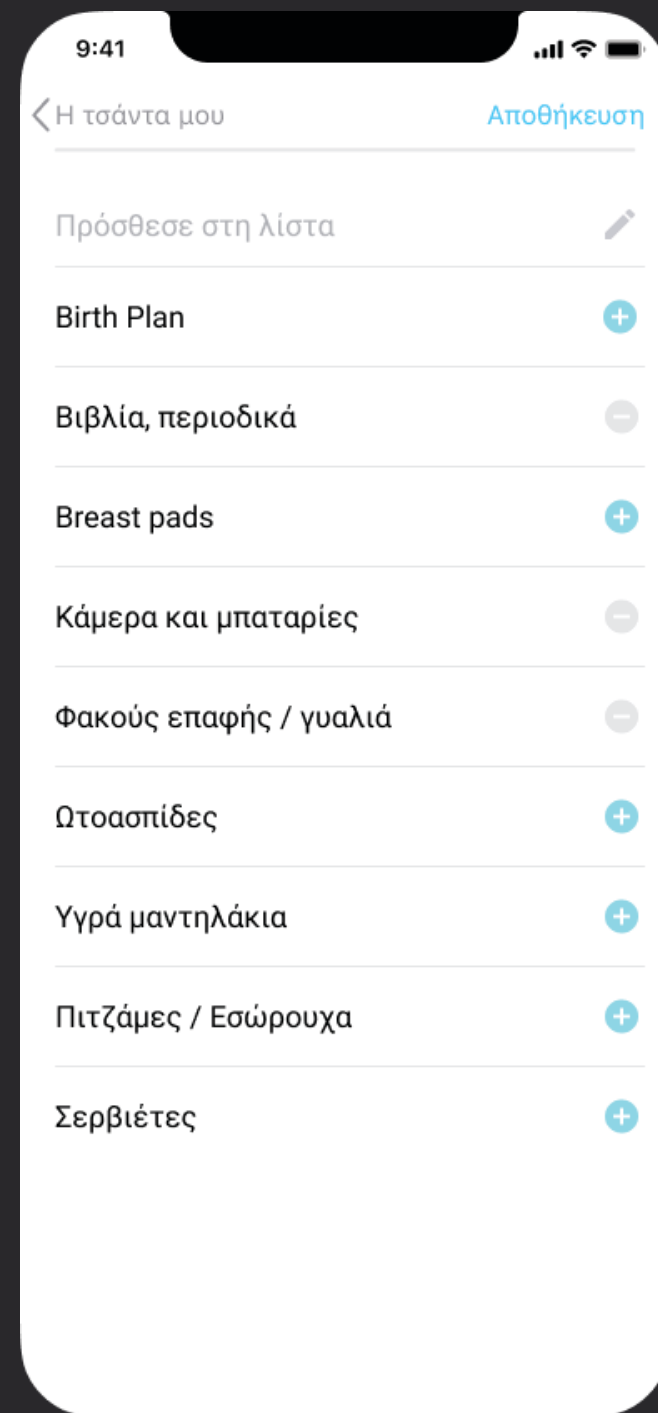 9:41
Η τσάντα μου
Αποθήκευση
Πρόσθεσε στη λίστα
Birth Plan
Βιβλία, περιοδικά
Breast pads
Κάμερα και μπαταρίες
Φακούς επαφής / γυαλιά
Ωτοασπίδες
Υγρά μαντηλάκια
Πιτζάμες / Εσώρουχα
Σερβιέτες